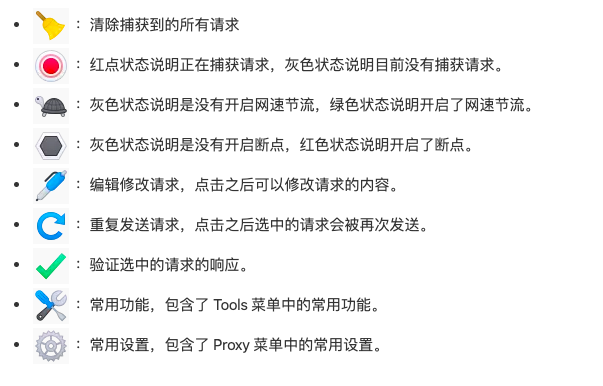 ：清除捕获到的所有请求
：红点状态说明正在捕获请求，灰色状态说明目前没有捕获请求。
：灰色状态说明是没有开启网速节流，绿色状态说明开启了网速节流。
：灰色状态说明是没有开启断点，红色状态说明开启了断点。
：编辑修改请求，点击之后可以修改请求的内容。
：重复发送请求，点击之后选中的请求会被再次发送。
：验证选中的请求的响应。
：常用功能，包含了 Tools 菜单中的常用功能。
：常用设置，包含了 Proxy 菜单中的常用设置。